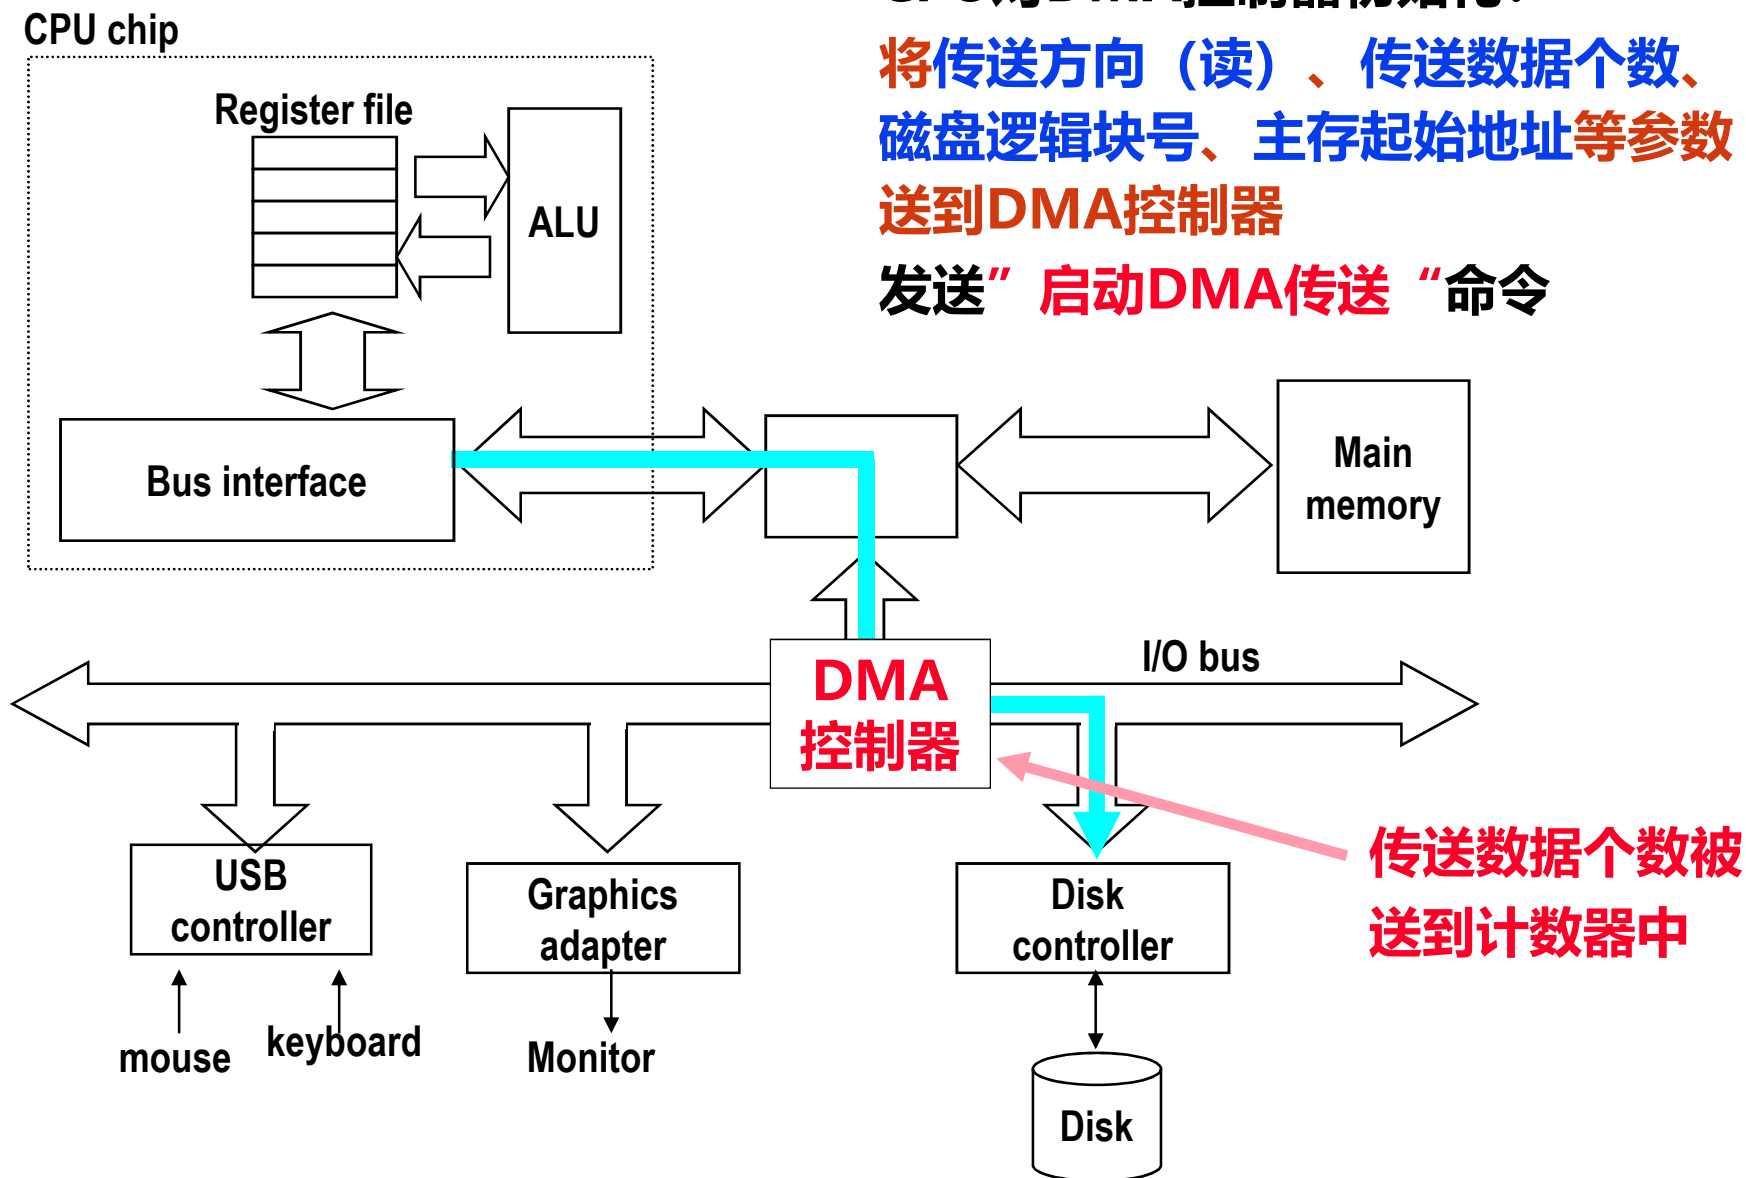 CPU chip
将传送方向（读）、传送数据个数、
磁盘逻辑块号、主存起始地址等参数
送到DMA控制器
发送”启动DMA传送“命令
Register file
ALU
Bus interface
Main
memory
I/O bus
DMA
控制器
USB
controller
Graphics
adapter
Disk
controller
传送数据个数被
送到计数器中
mouse
keyboard
Monitor
Disk